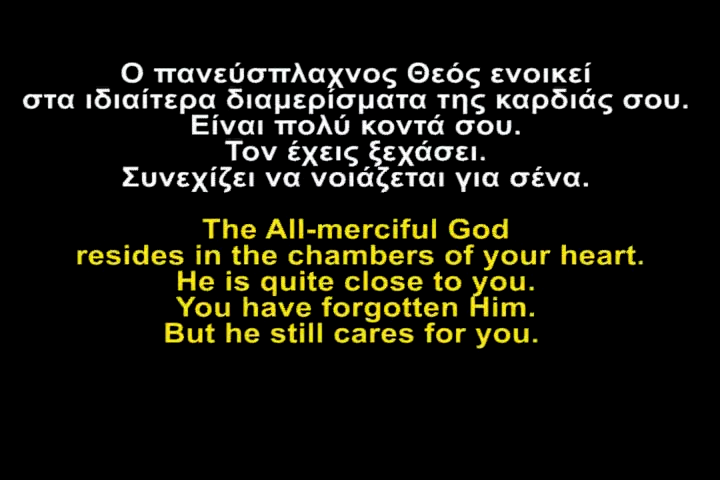 Ο πανεύσπλαχνος Θεός ενοικεί
στα ιδιαίτερα διαμερίσματα της καρδιάς σου.
Είναι πολύ κοντά σου.
Τον έχεις ξεχάσει.
Συνεχίζει να νοιάζεται για σένα.
The All-merciful God
resides in the chambers of your heart.
He is quite close to you.
You have forgotten Him.
But he still cares for you.